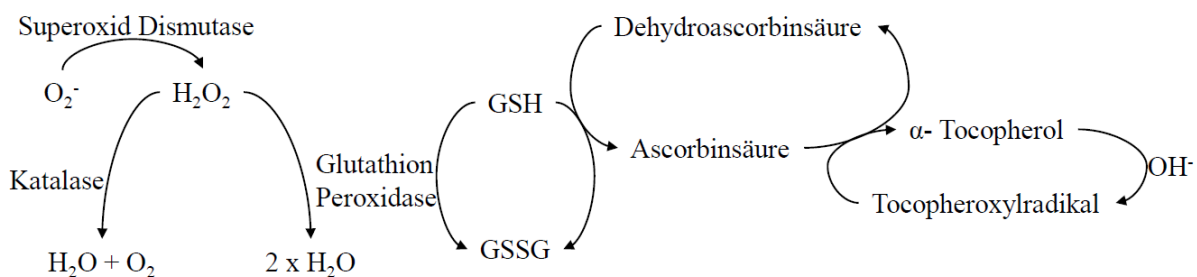 Superoxid Dismutase
Dehydroascorbinsäure
O₂⁻
H₂O₂
GSH
Ascorbinsäure
α- Tocopherol
Katalase
Glutathion
Peroxidase
OH⁻
Tocopheroxylradikal
H₂O + O₂
2 x H₂O
GSSG